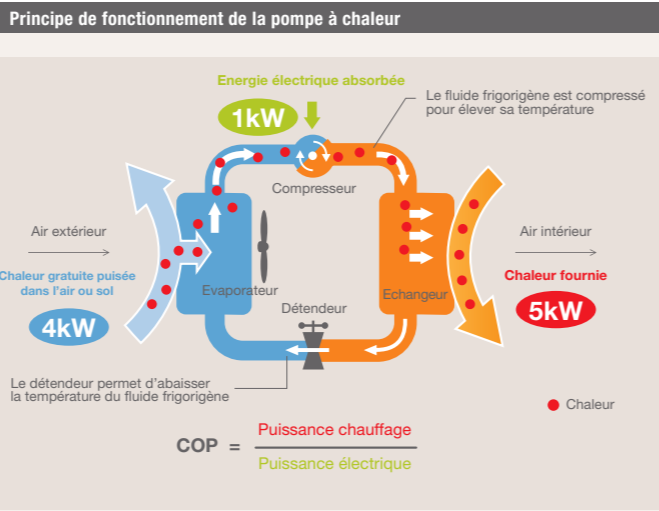 Principe de fonctionnement de la pompe à chaleur
Energie électrique absorbée
1kW
Le fluide frigorigène est compressé
pour élever sa température
Compresseur
Air extérieur
Chaleur gratuite puisée
dans l'air ou sol
4kW
Evaporateur
Détendeur
Echangeur
Air intérieur
Chaleur fournie
5kW
Le détendeur permet d'abaisser
la température du fluide frigorigène
Chaleur
COP = Puissance chauffage
Puissance électrique